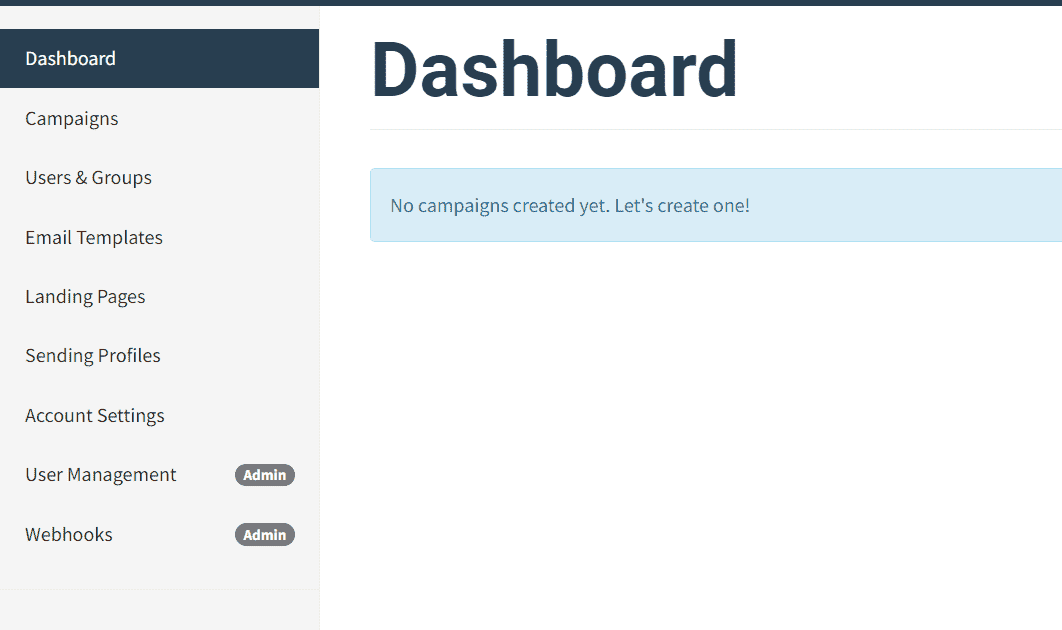 Dashboard
Campaigns
Users & Groups
Email Templates
Landing Pages
Sending Profiles
Account Settings
User Management Admin
Webhooks Admin
Dashboard
No campaigns created yet. Let's create one!